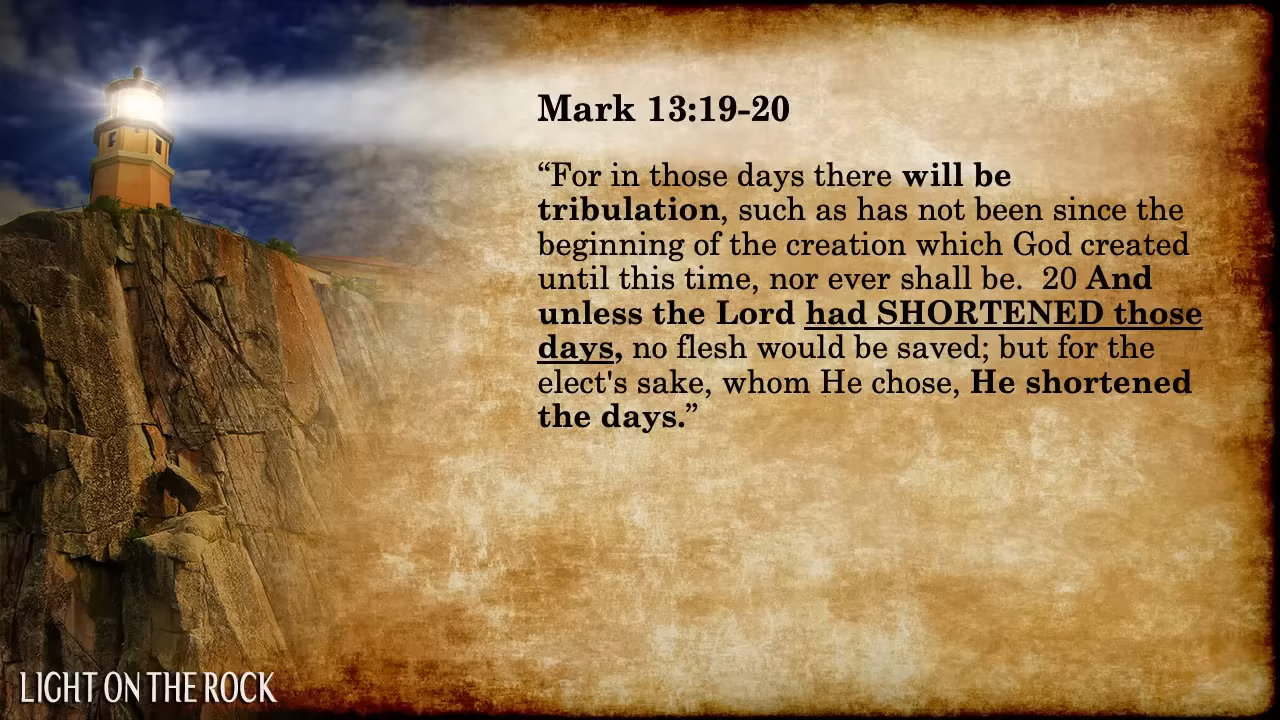 Mark 13:19-20
“For in those days there will be
tribulation, such as has not been since the
beginning of the creation which God created
until this time, nor ever shall be.  20 And
unless the Lord had SHORTENED those
days, no flesh would be saved; but for the
elect's sake, whom He chose, He shortened
the days.”
LIGHT ON THE ROCK